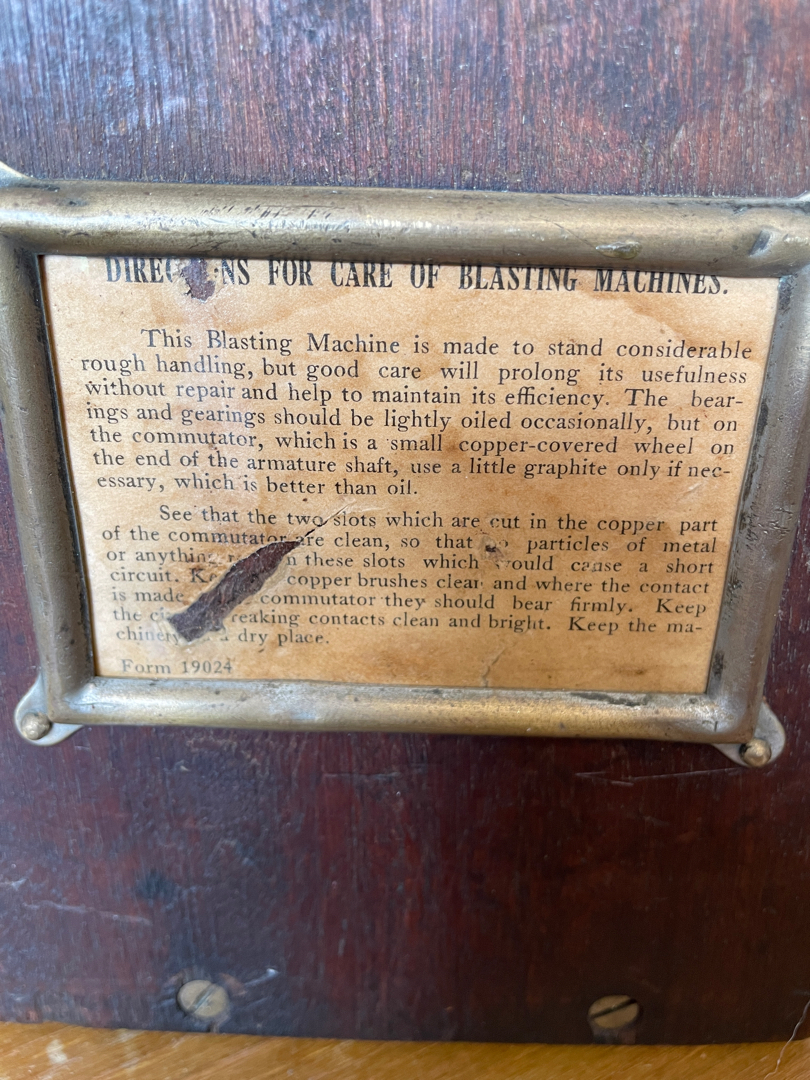 DIREC NS FOR CARE OF BLASTING MACHINES.
This Blasting Machine is made to stand considerable
rough handling, but good care will prolong its usefulness
without repair and help to maintain its efficiency. The bear-
ings and gearings should be lightly oiled occasionally, but on
the commutator, which is a small copper-covered wheel on
the end of the armature shaft, use a little graphite only if nec-
essary, which is better than oil.
See that the two slots which are cut in the copper part
of the commutator are clean, so that particles of metal
or anything n these slots which would cause a short
circuit. copper brushes clean and where the contact
is made commutator they should bear firmly. Keep
the reaking contacts clean and bright. Keep the ma-
chinery dry place.
Form 19024